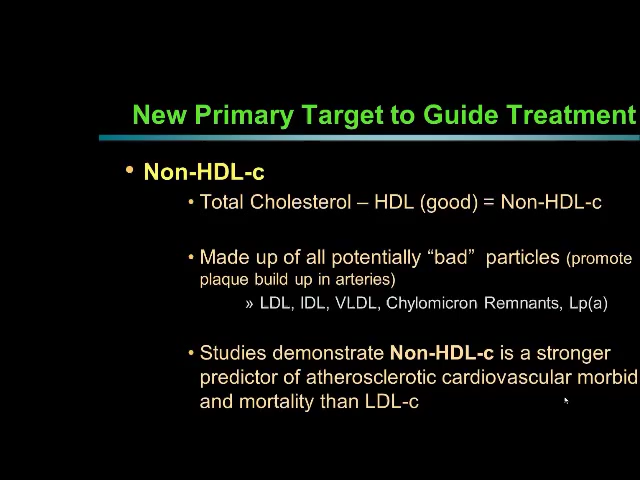 New Primary Target to Guide Treatment
• Non-HDL-c
• Total Cholesterol – HDL (good) = Non-HDL-c
• Made up of all potentially “bad” particles (promote
plaque build up in arteries)
» LDL, IDL, VLDL, Chylomicron Remnants, Lp(a)
• Studies demonstrate Non-HDL-c is a stronger
predictor of atherosclerotic cardiovascular morbid
and mortality than LDL-c